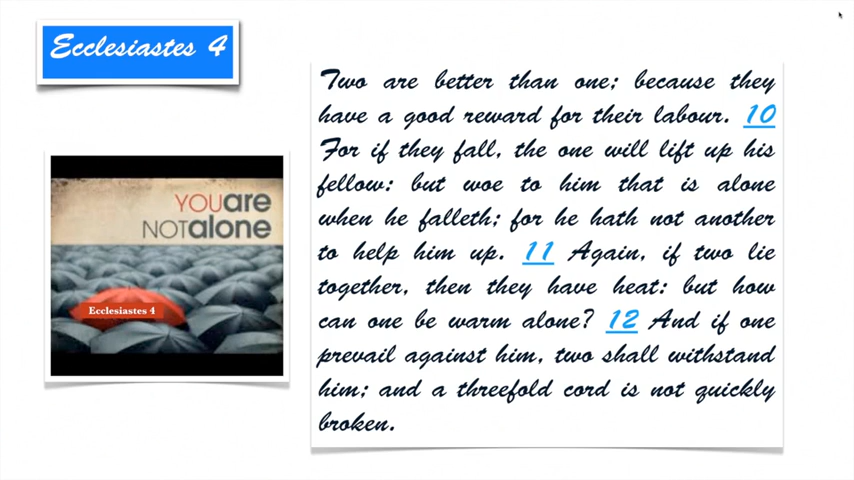 Ecclesiastes 4
YOUare
NOTalone
Ecclesiastes 4
Two are better than one; because they
have a good reward for their labour. 10
For if they fall, the one will lift up his
fellow: but woe to him that is alone
when he falleth; for he hath not another
to help him up. 11 Again, if two lie
together, then they have heat: but how
can one be warm alone? 12 And if one
prevail against him, two shall withstand
him; and a threefold cord is not quickly
broken.